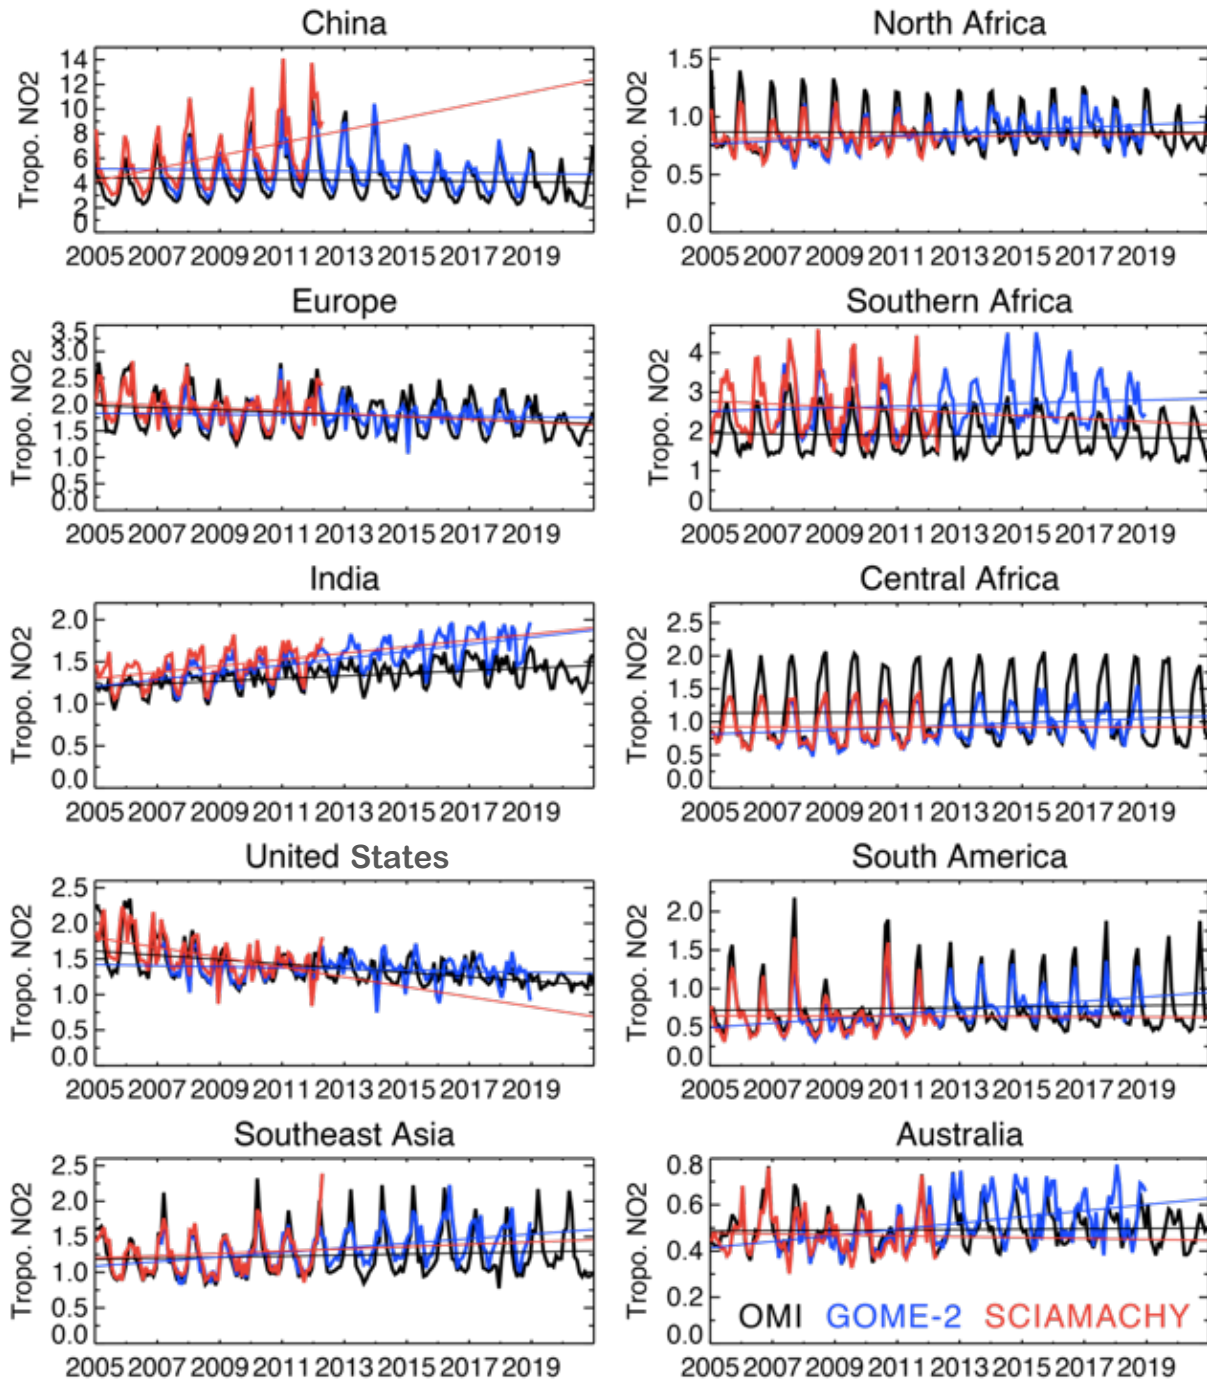 China
Tropo. NO2
14
12
10
8
6
4
2
0
2005 2007 2009 2011 2013 2015 2017 2019
North Africa
Tropo. NO2
1.5
1.0
0.5
0.0
2005 2007 2009 2011 2013 2015 2017 2019
Europe
Tropo. NO2
3.5
3.0
2.5
2.0
1.5
1.0
0.5
0.0
2005 2007 2009 2011 2013 2015 2017 2019
Southern Africa
Tropo. NO2
4
3
2
1
0
2005 2007 2009 2011 2013 2015 2017 2019
India
Tropo. NO2
2.0
1.5
1.0
0.5
0.0
2005 2007 2009 2011 2013 2015 2017 2019
Central Africa
Tropo. NO2
2.5
2.0
1.5
1.0
0.5
0.0
2005 2007 2009 2011 2013 2015 2017 2019
United States
Tropo. NO2
2.5
2.0
1.5
1.0
0.5
0.0
2005 2007 2009 2011 2013 2015 2017 2019
South America
Tropo. NO2
2.0
1.5
1.0
0.5
0.0
2005 2007 2009 2011 2013 2015 2017 2019
Southeast Asia
Tropo. NO2
2.5
2.0
1.5
1.0
0.5
0.0
2005 2007 2009 2011 2013 2015 2017 2019
Australia
Tropo. NO2
0.8
0.6
0.4
0.2
0.0
OMI GOME-2 SCIAMACHY
2005 2007 2009 2011 2013 2015 2017 2019